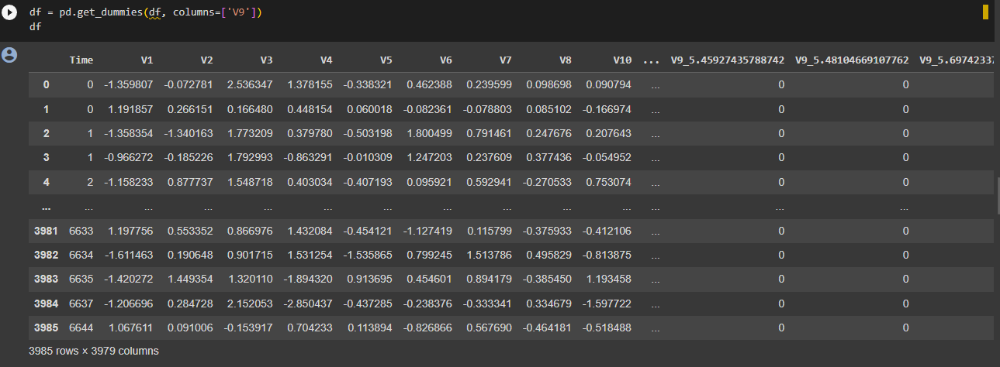 df = pd.get_dummies(df, columns=['V9'])
df
Time V1 V2 V3 V4 V5 V6 V7 V8 V10 ... V9_5.45927435788742 V9_5.48104669107762 V9_5.69742337
0 0 -1.359807 -0.072781 2.536347 1.378155 -0.338321 0.462388 0.239599 0.098698 0.090794 ... 0 0
1 0 1.191857 0.266151 0.166480 0.448154 0.060018 -0.082361 -0.078803 0.085102 -0.166974 ... 0 0
2 1 -1.358354 -1.340163 1.773209 0.379780 -0.503198 1.800499 0.791461 0.247676 0.207643 ... 0 0
3 1 -0.966272 -0.185226 1.792993 -0.863291 -0.010309 1.247203 0.237609 0.377436 -0.054952 ... 0 0
4 2 -1.158233 0.877737 1.548718 0.403034 -0.407193 0.095921 0.592941 -0.270533 0.753074 ... 0 0
... ... ... ... ... ... ... ... ... ... ... ... ... ...
3981 6633 1.197756 0.553352 0.866976 1.432084 -0.454121 -1.127419 0.115799 -0.375933 -0.412106 ... 0 0
3982 6634 -1.611463 0.190648 0.901715 1.531254 -1.535865 0.799245 1.513786 0.495829 -0.813875 ... 0 0
3983 6635 -1.420272 1.449354 1.320110 -1.894320 0.913695 0.454601 0.894179 -0.385450 1.193458 ... 0 0
3984 6637 -1.206696 0.284728 2.152053 -2.850437 -0.437285 -0.238376 -0.333341 0.334679 -1.597722 ... 0 0
3985 6644 1.067611 0.091006 -0.153917 0.704233 0.113894 -0.826866 0.567690 -0.464181 -0.518488 ... 0 0
3985 rows × 3979 columns